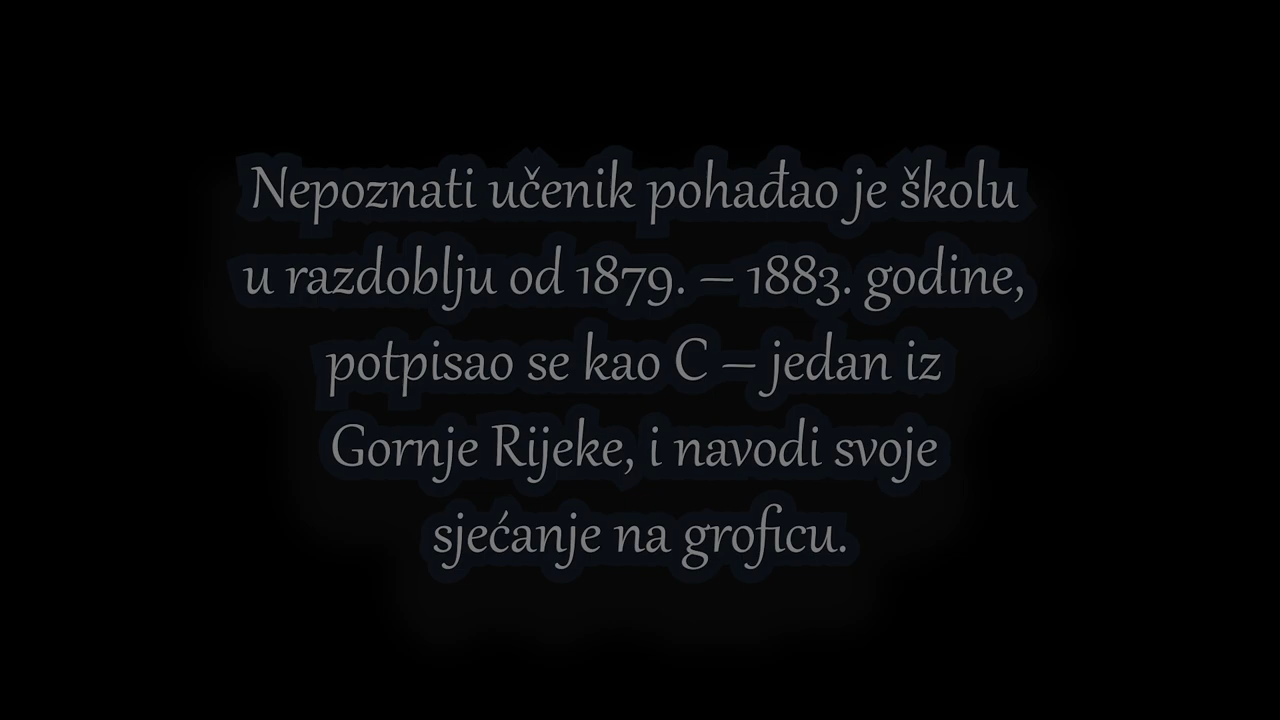 Nepoznati učenik pohađao je školu
u razdoblju od 1879. – 1883. godine,
potpisao se kao C – jedan iz
Gornje Rijeke, i navodi svoje
sjećanje na groficu.